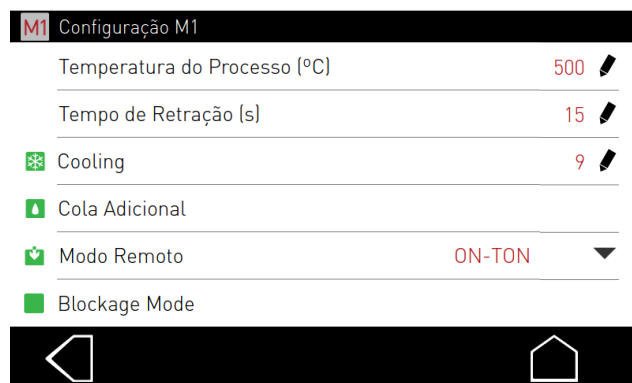 M1 Configuração M1
Temperatura do Processo (ºC) 500
Tempo de Retração (s) 15
Cooling 9
Cola Adicional
Modo Remoto ON-TON
Blockage Mode